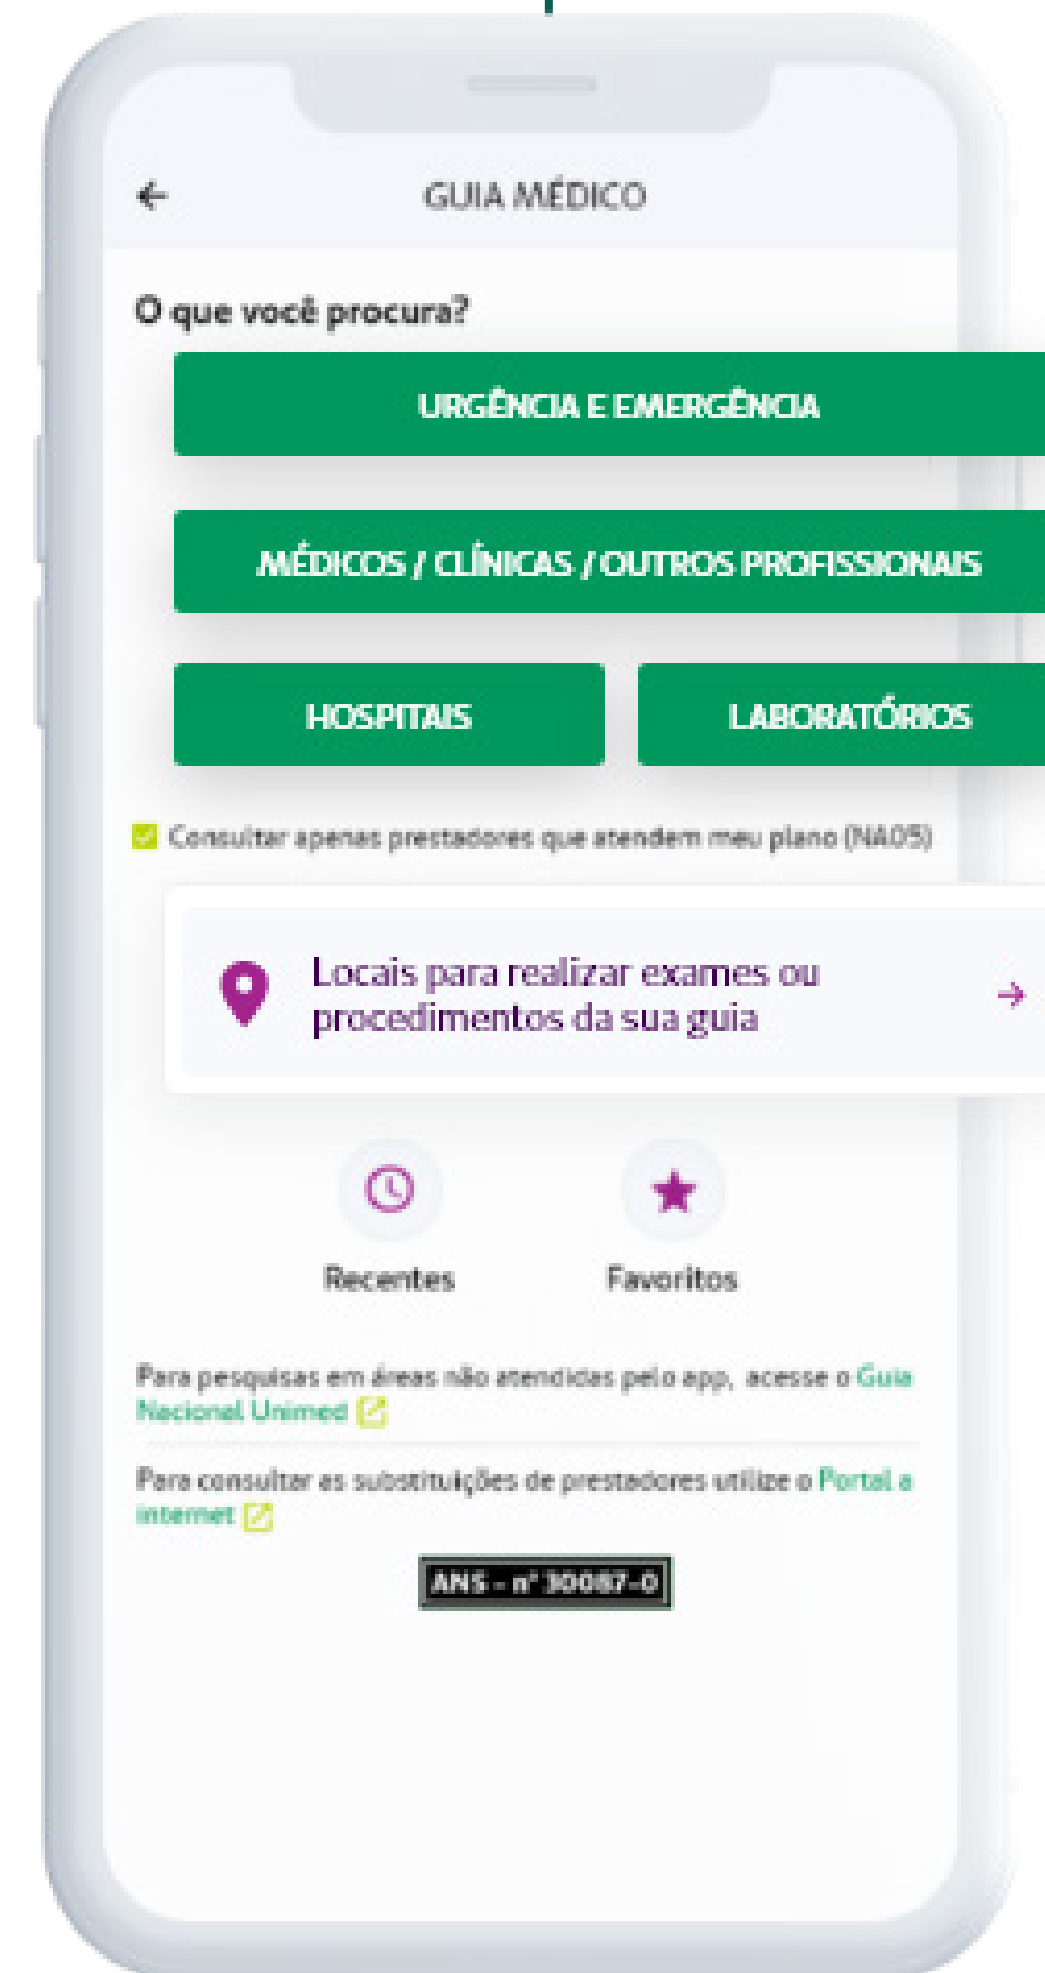 GUIA MÉDICO
O que você procura?
URGÊNCIA E EMERGÊNCIA
MÉDICOS / CLÍNICAS / OUTROS PROFISSIONAIS
HOSPITAIS
LABORATÓRIOS
Consultar apenas prestadores que atendem meu plano (NA05)
Locais para realizar exames ou
procedimentos da sua guia
Recentes
Favoritos
Para pesquisas em áreas não atendidas pelo app, acesse o Guia
Nacional Unimed
Para consultar as substituições de prestadores utilize o Portal a
internet
ANS - nº 30087-0